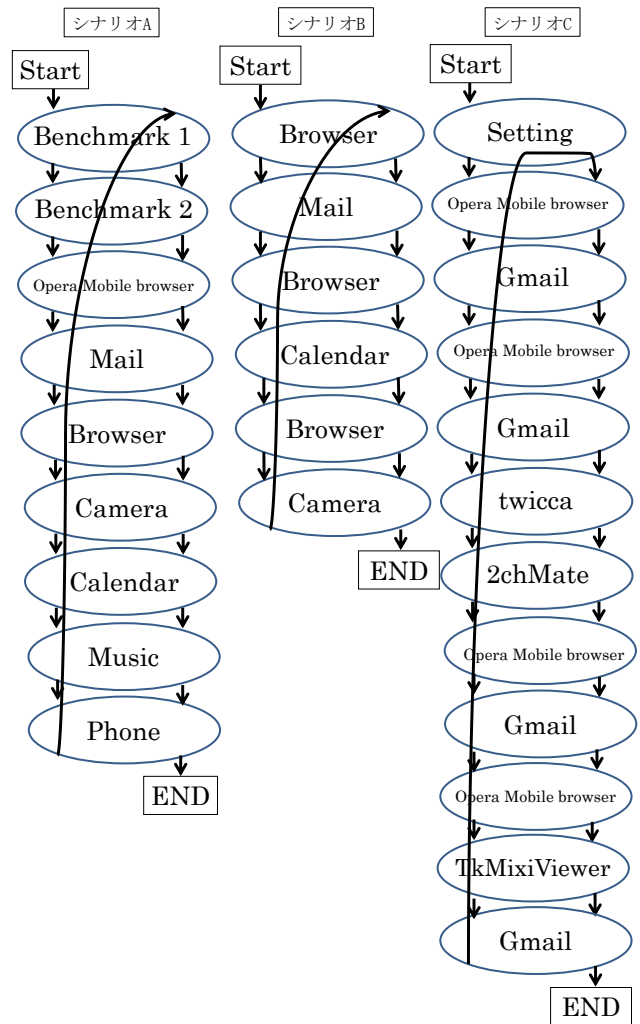 シナリオA
Start
Benchmark 1
Benchmark 2
Opera Mobile browser
Mail
Browser
Camera
Calendar
Music
Phone
END
シナリオB
Start
Browser
Mail
Browser
Calendar
Browser
Camera
END
シナリオC
Start
Setting
Opera Mobile browser
Gmail
Opera Mobile browser
Gmail
twicca
2chMate
Opera Mobile browser
Gmail
Opera Mobile browser
TkMixiViewer
Gmail
END